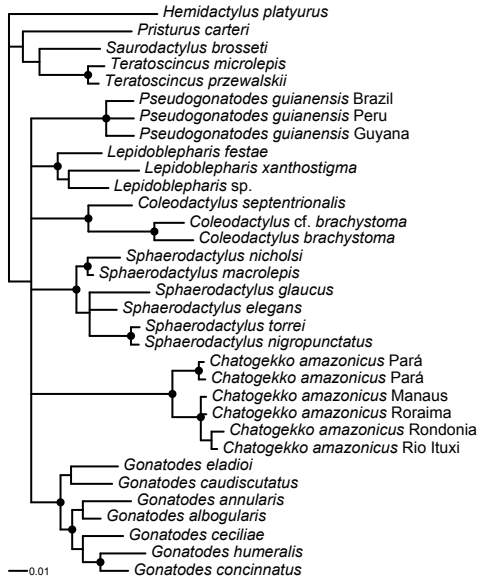 Hemidactylus platyurus
Pristurus carteri
Saurodactylus brosseti
Teratoscincus microlepis
Teratoscincus przewalskii
Pseudogonatodes guianensis Brazil
Pseudogonatodes guianensis Peru
Pseudogonatodes guianensis Guyana
Lepidoblepharis festae
Lepidoblepharis xanthostigma
Lepidoblepharis sp.
Coleodactylus septentrionalis
Coleodactylus cf. brachystoma
Coleodactylus brachystoma
Sphaerodactylus nicholsi
Sphaerodactylus macrolepis
Sphaerodactylus glaucus
Sphaerodactylus elegans
Sphaerodactylus torrei
Sphaerodactylus nigropunctatus
Chatogekko amazonicus Pará
Chatogekko amazonicus Pará
Chatogekko amazonicus Manaus
Chatogekko amazonicus Roraima
Chatogekko amazonicus Rondonia
Chatogekko amazonicus Rio Ituxi
Gonatodes eladioi
Gonatodes caudiscutatus
Gonatodes annularis
Gonatodes albogularis
Gonatodes ceciliae
Gonatodes humeralis
Gonatodes concinnatus
0.01